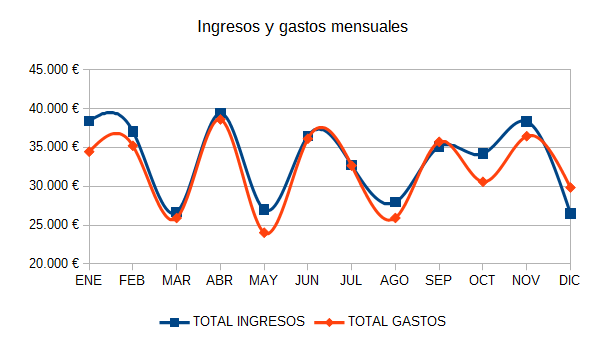 Ingresos y gastos mensuales
45.000 €
40.000 €
35.000 €
30.000 €
25.000 €
20.000 €
ENE FEB MAR ABR MAY JUN JUL AGO SEP OCT NOV DIC
TOTAL INGRESOS TOTAL GASTOS